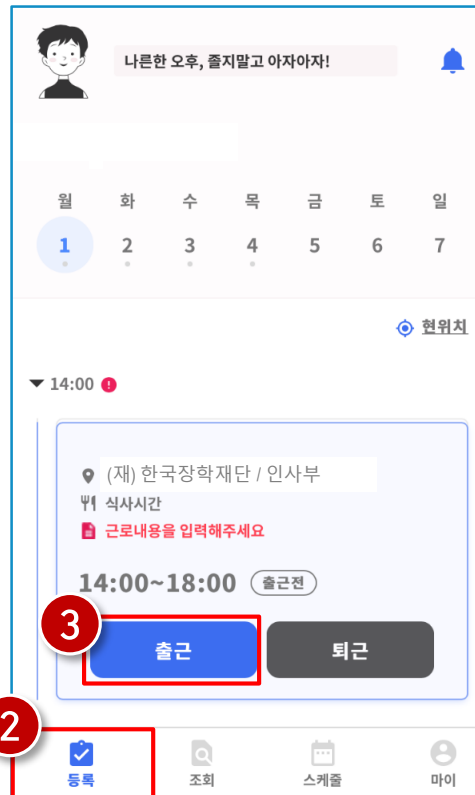 나른한 오후, 졸지말고 아자아자!
월 화 수 목 금 토 일
1 2 3 4 5 6 7
현위치
14:00 !
(재) 한국장학재단 / 인사부
식사시간
근로내용을 입력해주세요
14:00~18:00 출근전
3
출근 퇴근
2
등록 조회 스케줄 마이